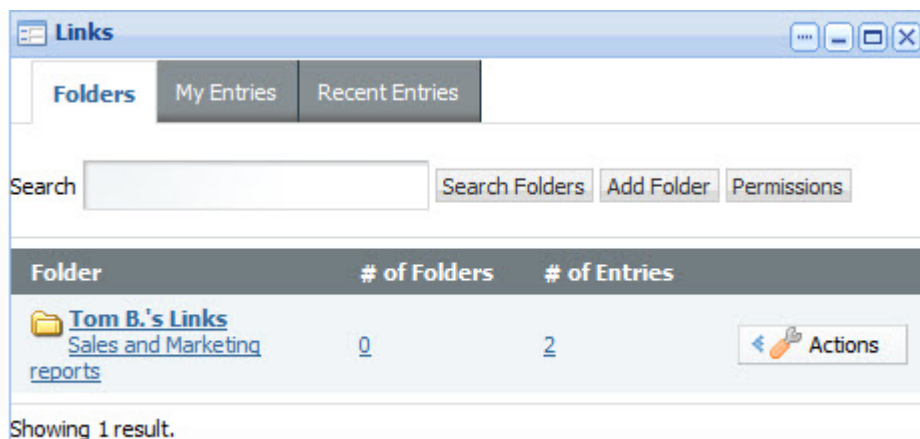 Links
Folders My Entries Recent Entries
Search Search Folders Add Folder Permissions
Folder # of Folders # of Entries
Tom B.'s Links
Sales and Marketing 0 2 Actions
reports
Showing 1 result.